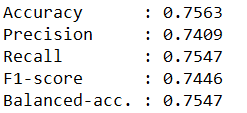 Accuracy      : 0.7563
Precision     : 0.7409
Recall        : 0.7547
F1-score      : 0.7446
Balanced-acc. : 0.7547